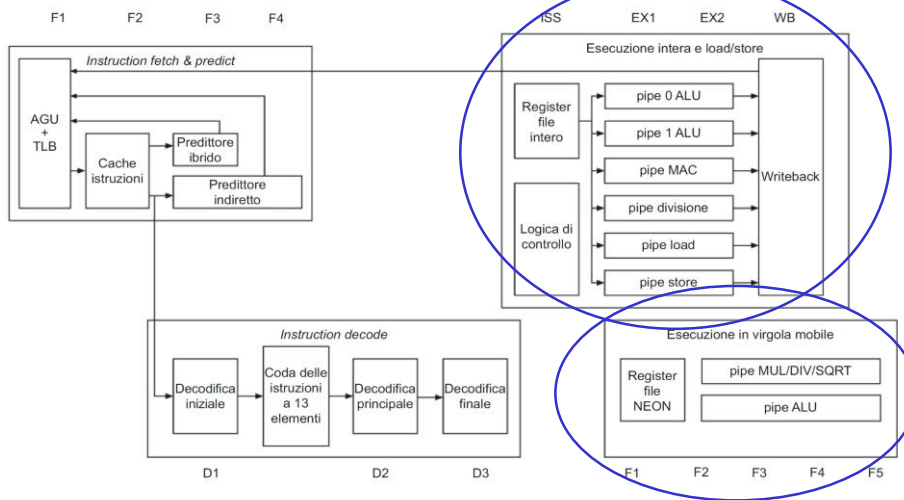 F1 F2 F3 F4
Instruction fetch & predict
AGU
+
TLB
Cache
istruzioni
Predittore
ibrido
Predittore
indiretto
ISS EX1 EX2 WB
Esecuzione intera e load/store
Register
file
intero
Logica di
controllo
pipe 0 ALU
pipe 1 ALU
pipe MAC
pipe divisione
pipe load
pipe store
Writeback
Instruction decode
Decodifica
iniziale
Coda delle
istruzioni
a 13
elementi
Decodifica
principale
Decodifica
finale
D1 D2 D3
Esecuzione in virgola mobile
Register
file
NEON
pipe MUL/DIV/SQRT
pipe ALU
F1 F2 F3 F4 F5